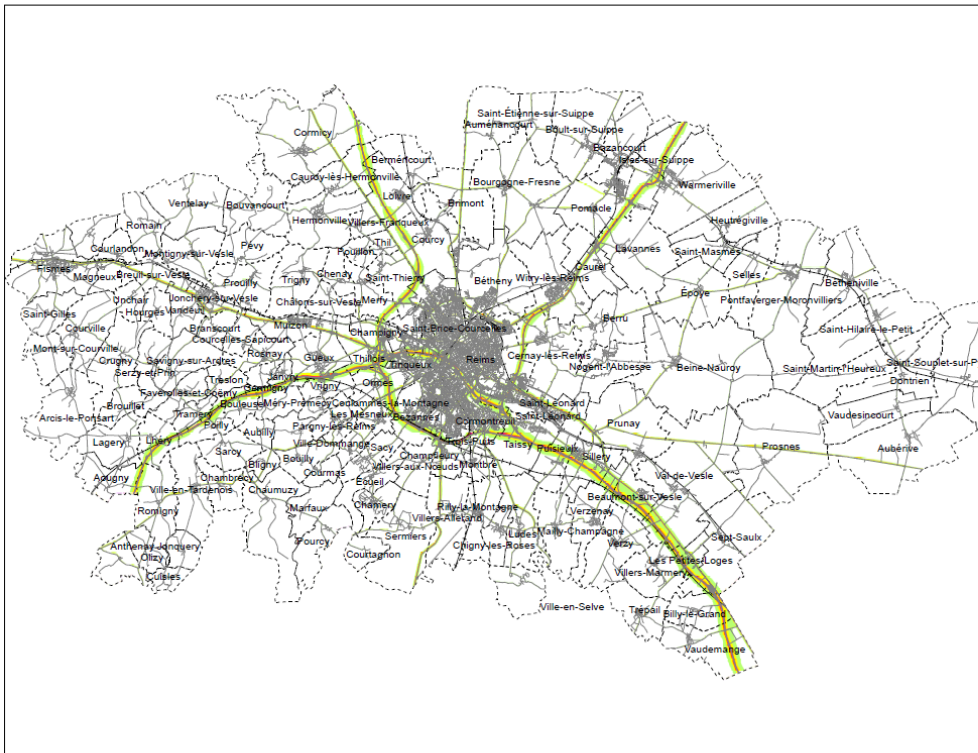 Saint-Étienne-sur-Suippe
Auménancourt
Boult-sur-Suippe
Cormicy
Bazancourt
Isles-sur-Suippe
Berméricourt
Cauroy-lès-Hermonville
Bourgogne-Fresne
Warmeriville
Loivre
Ventelay
Bouvancourt
Brimont
Pomacle
Hermonville
Villers-Franqueux
Heutrégiville
Romain
Courcy
Courlandon
Pévy
Thil
Lavannes
Saint-Masmes
Montigny-sur-Vesle
Pouillon
Fismes
Magneux
Breuil-sur-Vesle
Chenay
Saint-Thierry
Caurel
Selles
Prouilly
Trigny
Bétheny
Witry-lès-Reims
Bétheniville
Unchair
Jonchery-sur-Vesle
Châlons-sur-Vesle
Merfy
Époye
Pontfaverger-Moronvilliers
Saint-Gilles
Hourges
Vandeuil
Courville
Branscourt
Muizon
Champigny
Saint-Brice-Courcelles
Berru
Saint-Hilaire-le-Petit
Courcelles-Sapicourt
Mont-sur-Courville
Rosnay
Gueux
Thillois
Tinqueux
Reims
Cernay-lès-Reims
Crugny
Savigny-sur-Ardres
Nogent-l'Abbesse
Beine-Nauroy
Saint-Martin-l'Heureux
Saint-Souplet-sur-P
Serzy-et-Prin
Treslon
Janvry
Vrigny
Ormes
Dontrien
Faverolles-et-Coëmy
Germigny
Brouillet
Bouleuse
Méry-Prémecy
Coulommes-la-Montagne
Saint-Léonard
Arcis-le-Ponsart
Tramery
Les Mesneux
Bezannes
Saint-Léonard
Vaudesincourt
Poilly
Pargny-lès-Reims
Cormontreuil
Prunay
Lagery
Lhéry
Aubilly
Ville-Dommange
Trois-Puits
Taissy
Puisieulx
Prosnes
Aubérive
Sarcy
Bouilly
Sacy
Champfleury
Sillery
Bligny
Villers-aux-Nœuds
Montbré
Aougny
Chambrecy
Courmas
Val-de-Vesle
Ville-en-Tardenois
Chaumuzy
Écueil
Beaumont-sur-Vesle
Romigny
Marfaux
Chamery
Rilly-la-Montagne
Verzenay
Villers-Allerand
Ludes
Mailly-Champagne
Sermiers
Sept-Saulx
Anthenay
Jonquery
Pourcy
Chigny-les-Roses
Verzy
Olizy
Courtagnon
Les Petites-Loges
Cuisles
Villers-Marmery
Ville-en-Selve
Trépail
Billy-le-Grand
Vaudemange